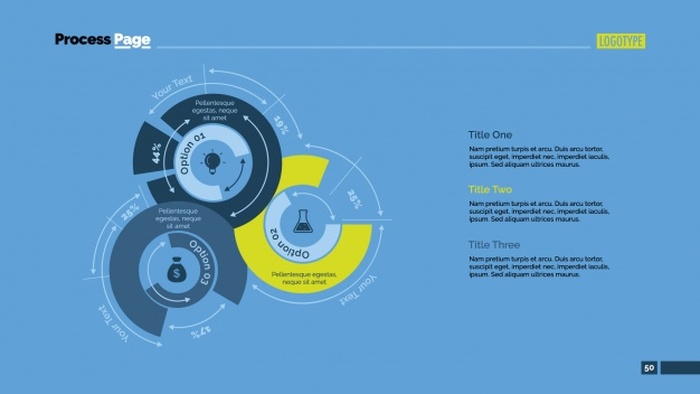 Process Page
LOGOTYPE
Your Text
19%
44%
Pellentesque
egestas, neque
sit amet
Option 01
25%
Option 02
Pellentesque egestas,
neque sit amet
Your Text
25%
Pellentesque
egestas, neque
sit amet
Option 03
17%
Your Text
Title One
Nam pretium turpis et arcu. Duis arcu tortor,
suscipit eget, imperdiet nec, imperdiet iaculis,
ipsum. Sed aliquam ultrices mauris.
Title Two
Nam pretium turpis et arcu. Duis arcu tortor,
suscipit eget, imperdiet nec, imperdiet iaculis,
ipsum. Sed aliquam ultrices mauris.
Title Three
Nam pretium turpis et arcu. Duis arcu tortor,
suscipit eget, imperdiet nec, imperdiet iaculis,
ipsum. Sed aliquam ultrices mauris.
$
50